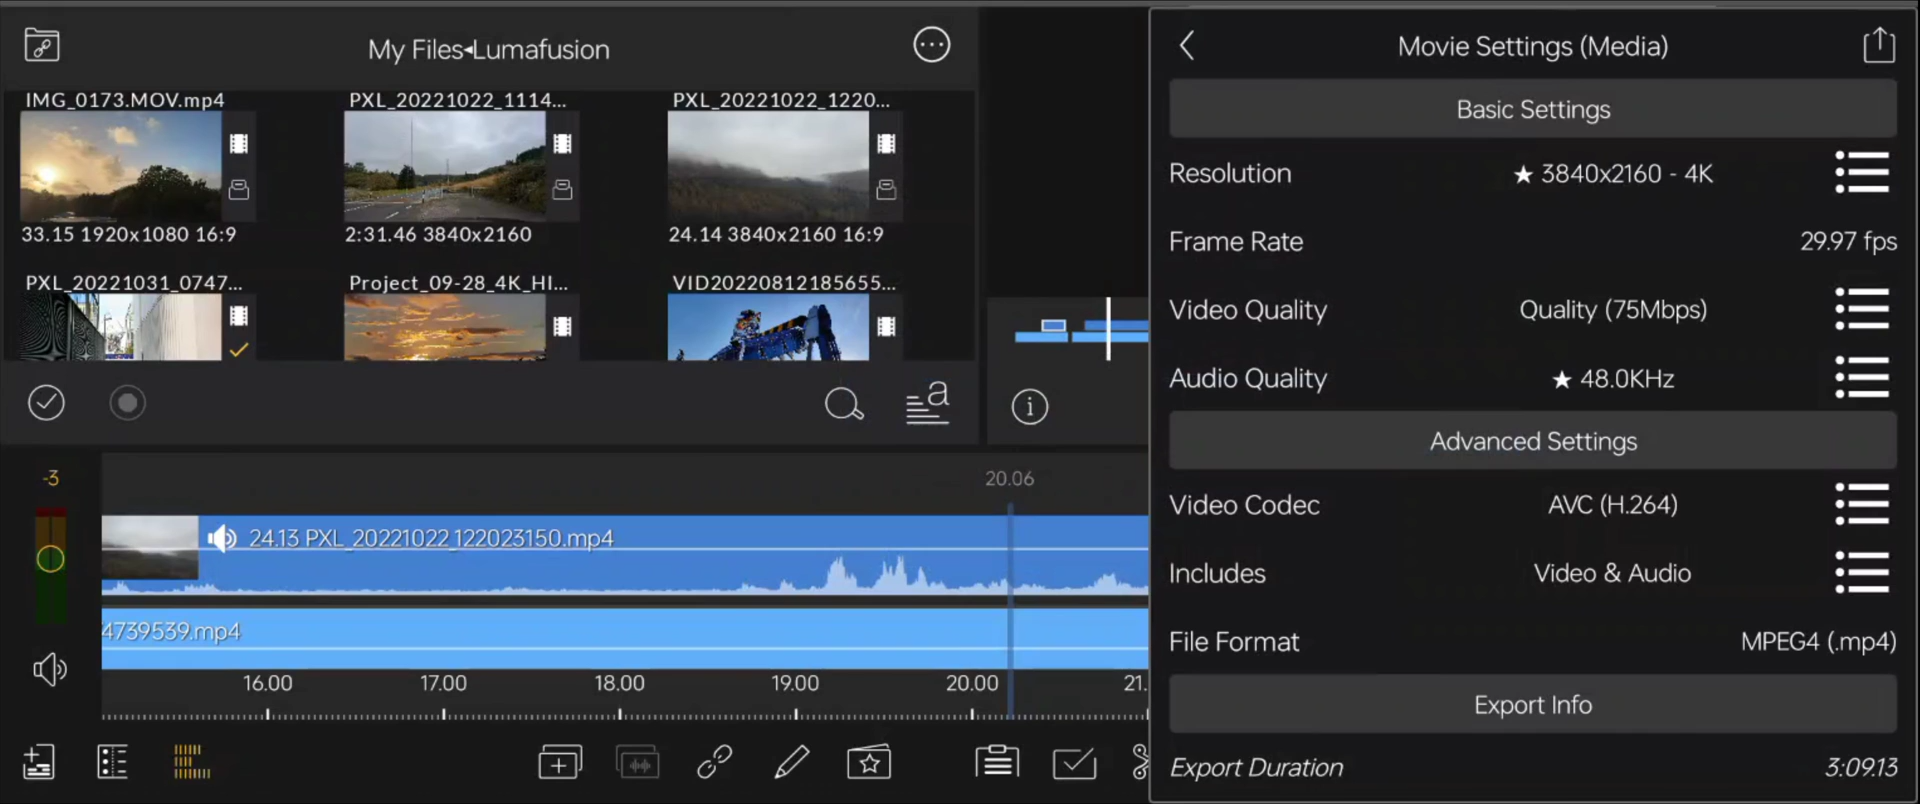 My Files◂Lumafusion
IMG_0173.MOV.mp4
PXL_20221022_1114...
PXL_20221022_1220...
33.15 1920x1080 16:9
2:31.46 3840x2160
24.14 3840x2160 16:9
PXL_20221031_0747...
Project_09-28_4K_HI...
VID20220812185655...
a
-3
20.06
24.13 PXL_20221022_122023150.mp4
4739539.mp4
16.00 17.00 18.00 19.00 20.00 21.
Movie Settings (Media)
Basic Settings
Resolution ★ 3840x2160 - 4K
Frame Rate 29.97 fps
Video Quality Quality (75Mbps)
Audio Quality ★ 48.0KHz
Advanced Settings
Video Codec AVC (H.264)
Includes Video & Audio
File Format MPEG4 (.mp4)
Export Info
Export Duration 3:09.13